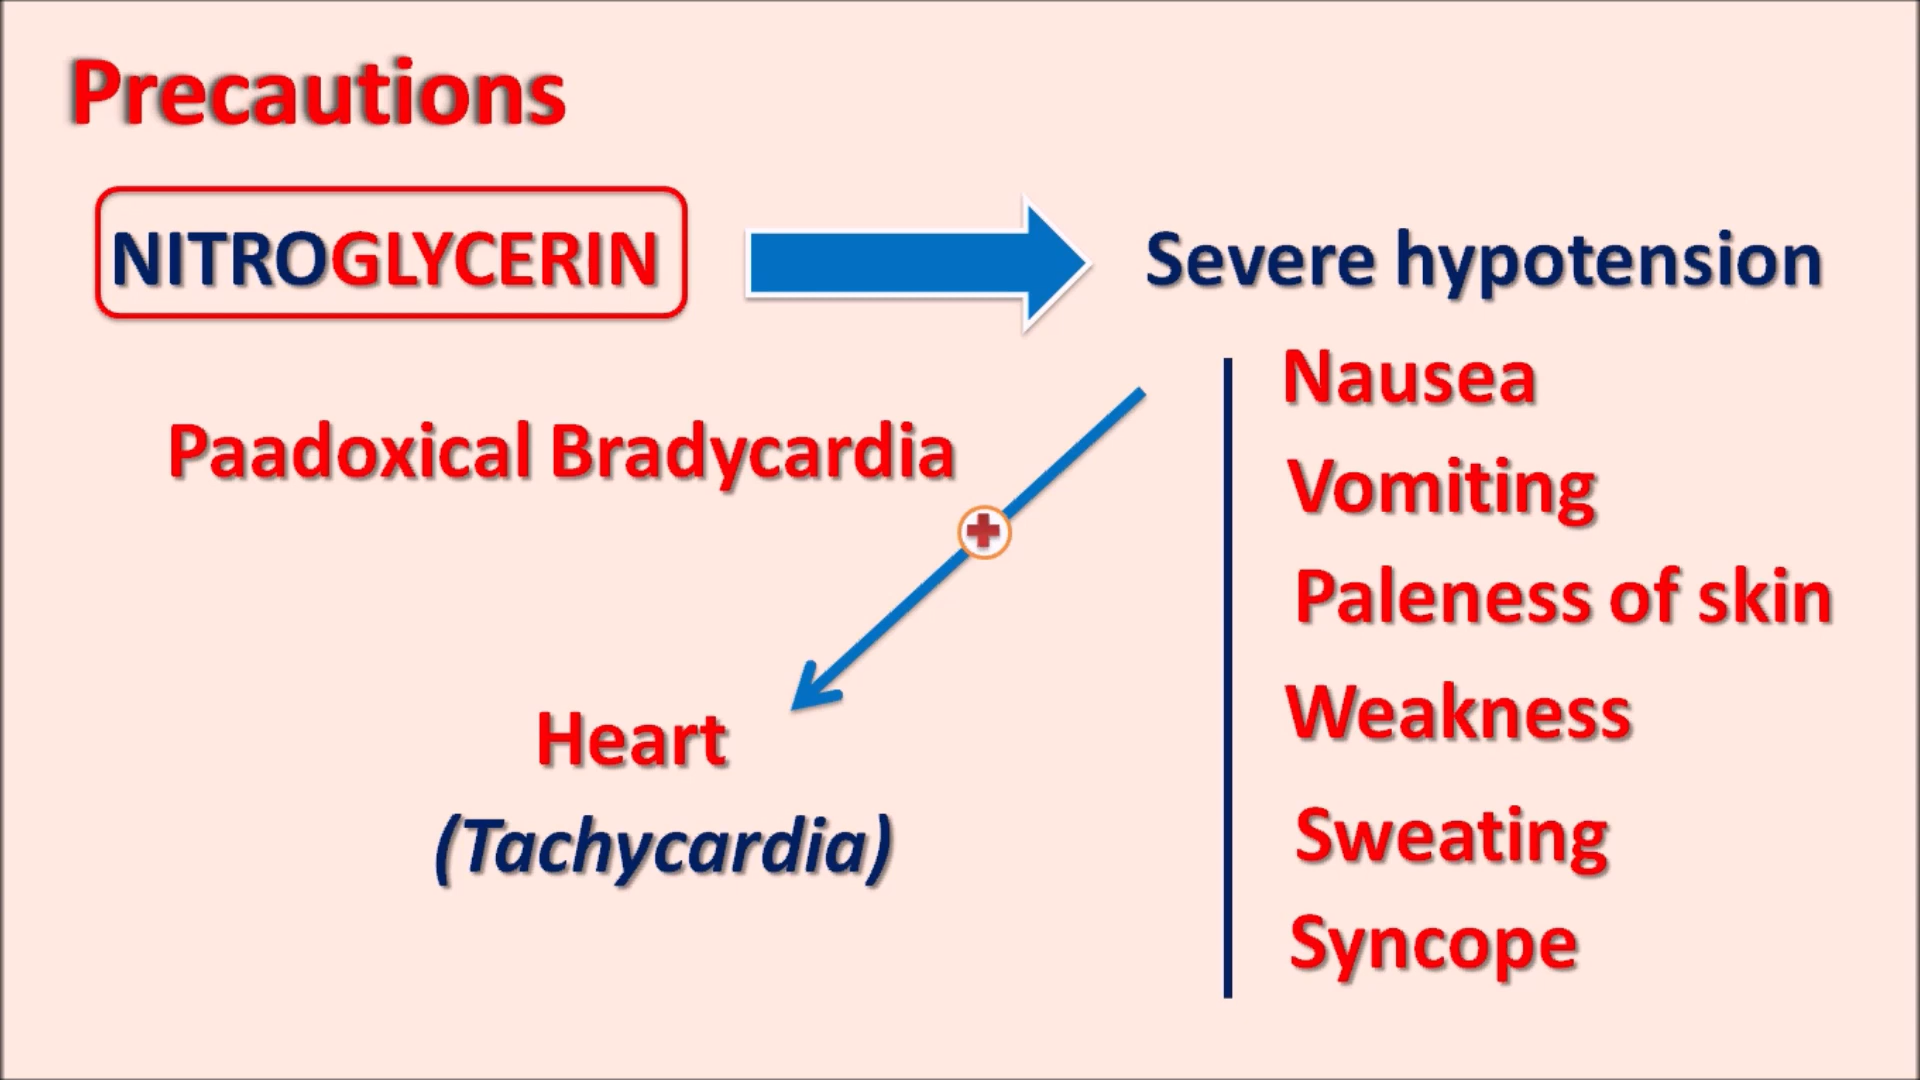 Precautions
NITROGLYCERIN
Severe hypotension
Nausea
Vomiting
Paleness of skin
Weakness
Sweating
Syncope
Paadoxical Bradycardia
Heart
(Tachycardia)